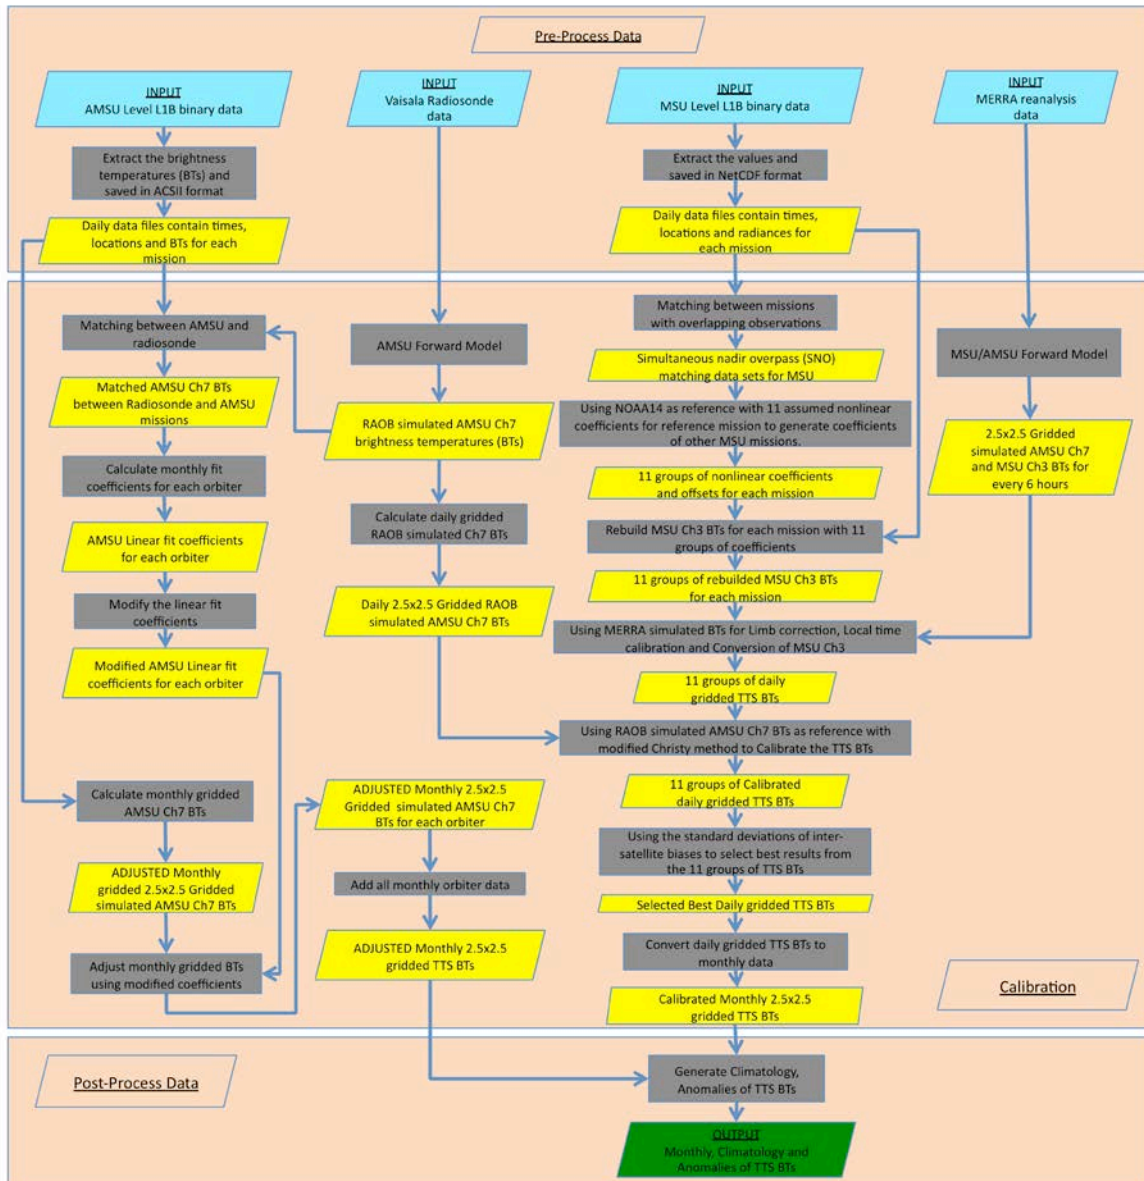 Pre-Process Data
INPUT
AMSU Level L1B binary data
INPUT
Vaisala Radiosonde
data
INPUT
MSU Level L1B binary data
INPUT
MERRA reanalysis
data
Extract the brightness
temperatures (BTs) and
saved in ACSII format
Extract the values and
saved in NetCDF format
Daily data files contain times,
locations and BTs for each
mission
Daily data files contain times,
locations and radiances for
each mission
Matching between AMSU and
radiosonde
Matched AMSU Ch7 BTs
between Radiosonde and AMSU
missions
Calculate monthly fit
coefficients for each orbiter
AMSU Linear fit coefficients
for each orbiter
Modify the linear fit
coefficients
Modified AMSU Linear fit
coefficients for each orbiter
Calculate monthly gridded
AMSU Ch7 BTs
ADJUSTED Monthly
gridded 2.5x2.5 Gridded
simulated AMSU Ch7 BTs
Adjust monthly gridded BTs
using modified coefficients
AMSU Forward Model
RAOB simulated AMSU Ch7
brightness temperatures (BTs)
Calculate daily gridded
RAOB simulated Ch7 BTs
Daily 2.5x2.5 Gridded RAOB
simulated AMSU Ch7 BTs
ADJUSTED Monthly 2.5x2.5
Gridded simulated AMSU Ch7
BTs for each orbiter
Add all monthly orbiter data
ADJUSTED Monthly 2.5x2.5
gridded TTS BTs
Matching between missions
with overlapping observations
Simultaneous nadir overpass (SNO)
matching data sets for MSU
Using NOAA14 as reference with 11 assumed nonlinear
coefficients for reference mission to generate coefficients
of other MSU missions.
11 groups of nonlinear coefficients
and offsets for each mission
Rebuild MSU Ch3 BTs for each mission with 11
groups of coefficients
11 groups of rebuilded MSU Ch3 BTs
for each mission
Using MERRA simulated BTs for Limb correction, Local time
calibration and Conversion of MSU Ch3
11 groups of daily
gridded TTS BTs
Using RAOB simulated AMSU Ch7 BTs as reference with
modified Christy method to Calibrate the TTS BTs
11 groups of Calibrated
daily gridded TTS BTs
Using the standard deviations of inter-
satellite biases to select best results from
the 11 groups of TTS BTs
Selected Best Daily gridded TTS BTs
Convert daily gridded TTS BTs to
monthly data
Calibrated Monthly 2.5x2.5
gridded TTS BTs
MSU/AMSU Forward Model
2.5x2.5 Gridded
simulated AMSU Ch7
and MSU Ch3 BTs for
every 6 hours
Calibration
Post-Process Data
Generate Climatology,
Anomalies of TTS BTs
OUTPUT
Monthly, Climatology and
Anomalies of TTS BTs